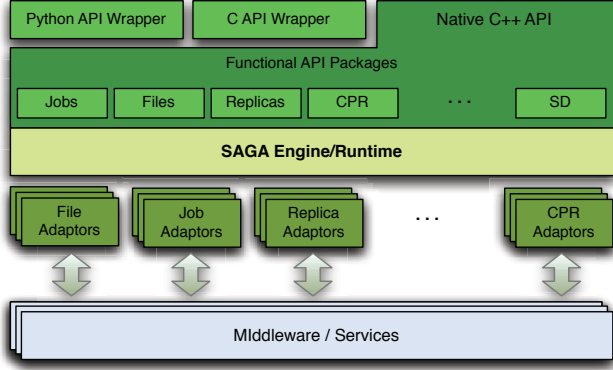 Python API Wrapper
C API Wrapper
Native C++ API
Functional API Packages
Jobs
Files
Replicas
CPR
. . .
SD
SAGA Engine/Runtime
File
Adaptors
Job
Adaptors
Replica
Adaptors
. . .
CPR
Adaptors
MIddleware / Services